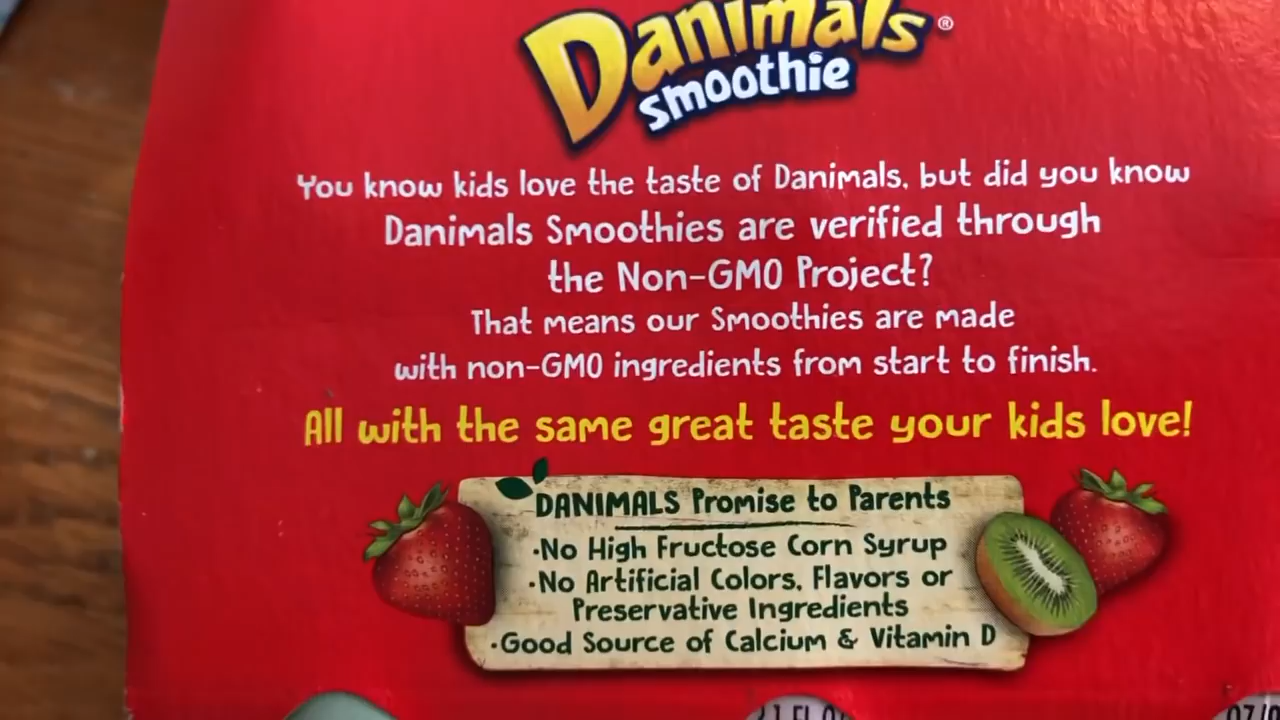 Danimals®
smoothie
You know kids love the taste of Danimals, but did you know
Danimals Smoothies are verified through
the Non-GMO Project?
That means our Smoothies are made
with non-GMO ingredients from start to finish.
All with the same great taste your kids love!
DANIMALS Promise to Parents
·No High Fructose Corn Syrup
·No Artificial Colors, Flavors or
Preservative Ingredients
·Good Source of Calcium & Vitamin D